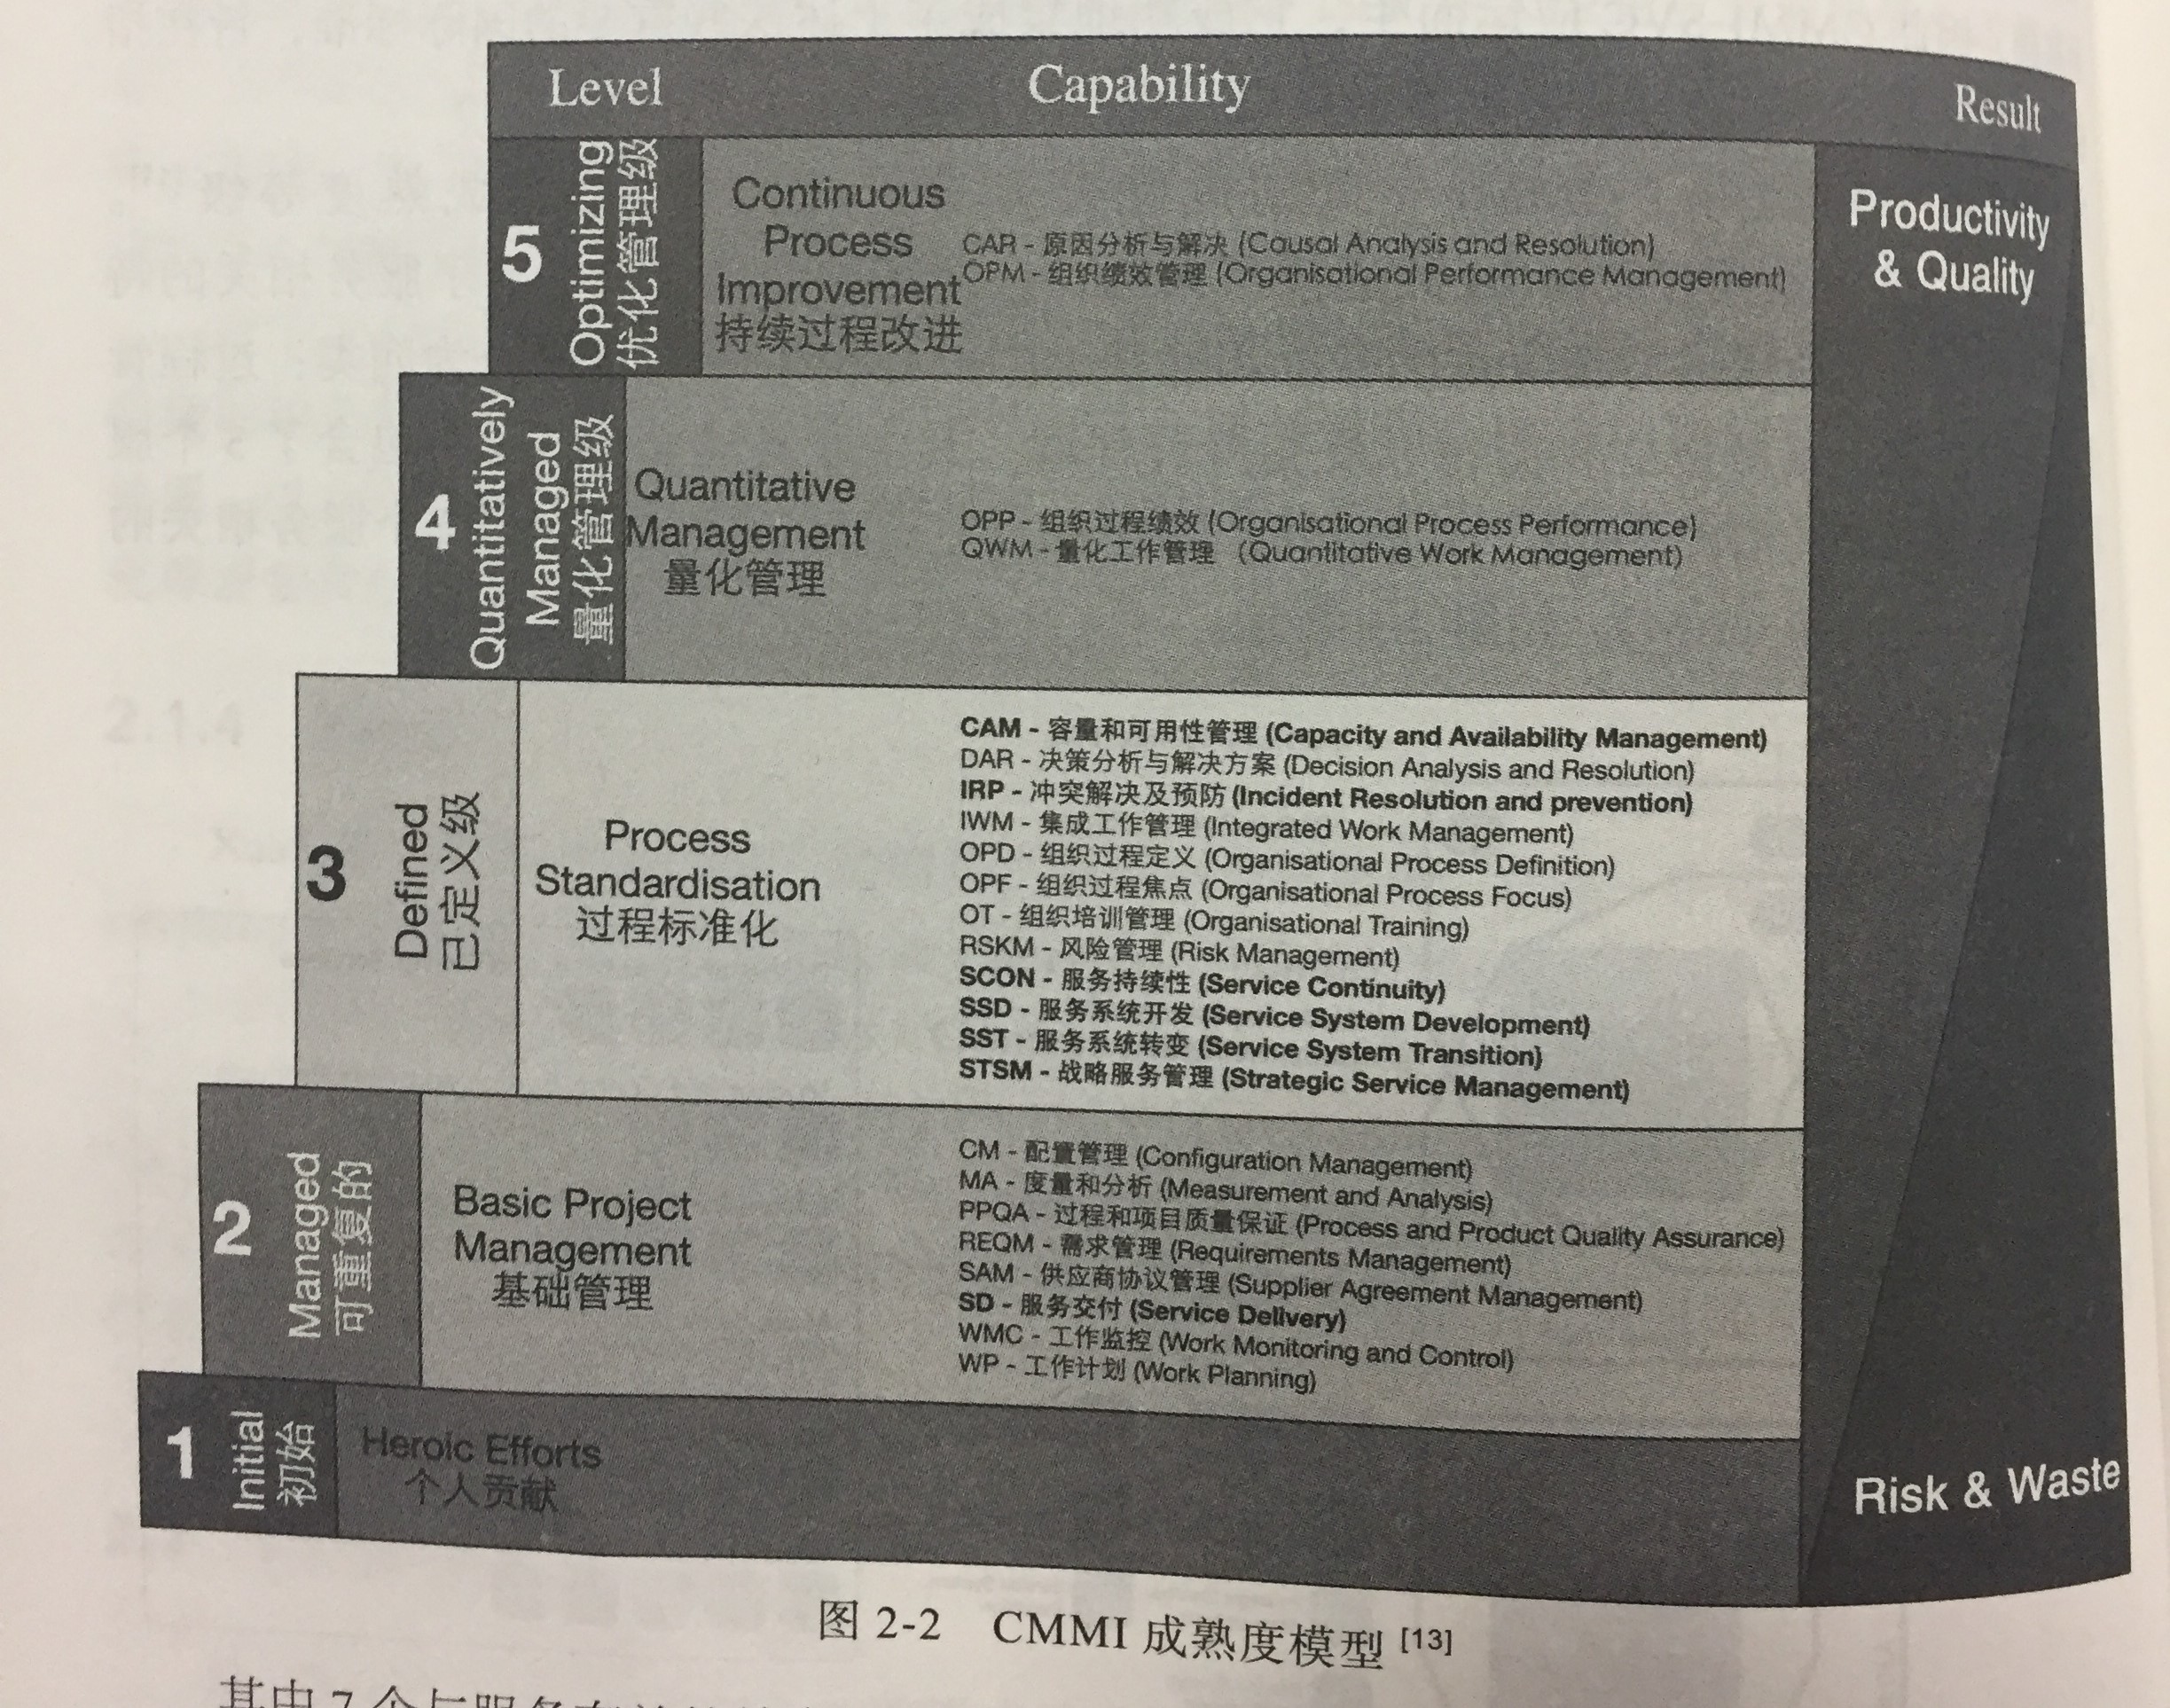 Level Capability Result
5
Optimizing
优化管理级
Continuous
Process
Improvement
持续过程改进
CAR - 原因分析与解决 (Causal Analysis and Resolution)
OPM - 组织绩效管理 (Organisational Performance Management)
Productivity
& Quality
4
Quantitatively
Managed
量化管理级
Quantitative
Management
量化管理
OPP - 组织过程绩效 (Organisational Process Performance)
QWM - 量化工作管理 (Quantitative Work Management)
3
Defined
已定义级
Process
Standardisation
过程标准化
CAM - 容量和可用性管理 (Capacity and Availability Management)
DAR - 决策分析与解决方案 (Decision Analysis and Resolution)
IRP - 冲突解决及预防 (Incident Resolution and prevention)
IWM - 集成工作管理 (Integrated Work Management)
OPD - 组织过程定义 (Organisational Process Definition)
OPF - 组织过程焦点 (Organisational Process Focus)
OT - 组织培训管理 (Organisational Training)
RSKM - 风险管理 (Risk Management)
SCON - 服务持续性 (Service Continuity)
SSD - 服务系统开发 (Service System Development)
SST - 服务系统转变 (Service System Transition)
STSM - 战略服务管理 (Strategic Service Management)
2
Managed
可重复的
Basic Project
Management
基础管理
CM - 配置管理 (Configuration Management)
MA - 度量和分析 (Measurement and Analysis)
PPQA - 过程和项目质量保证 (Process and Product Quality Assurance)
REQM - 需求管理 (Requirements Management)
SAM - 供应商协议管理 (Supplier Agreement Management)
SD - 服务交付 (Service Delivery)
WMC - 工作监控 (Work Monitoring and Control)
WP - 工作计划 (Work Planning)
1
Initial
初始
Heroic Efforts
个人贡献
Risk & Waste
图 2-2 CMMI 成熟度模型 [13]
其中 7 个与服务